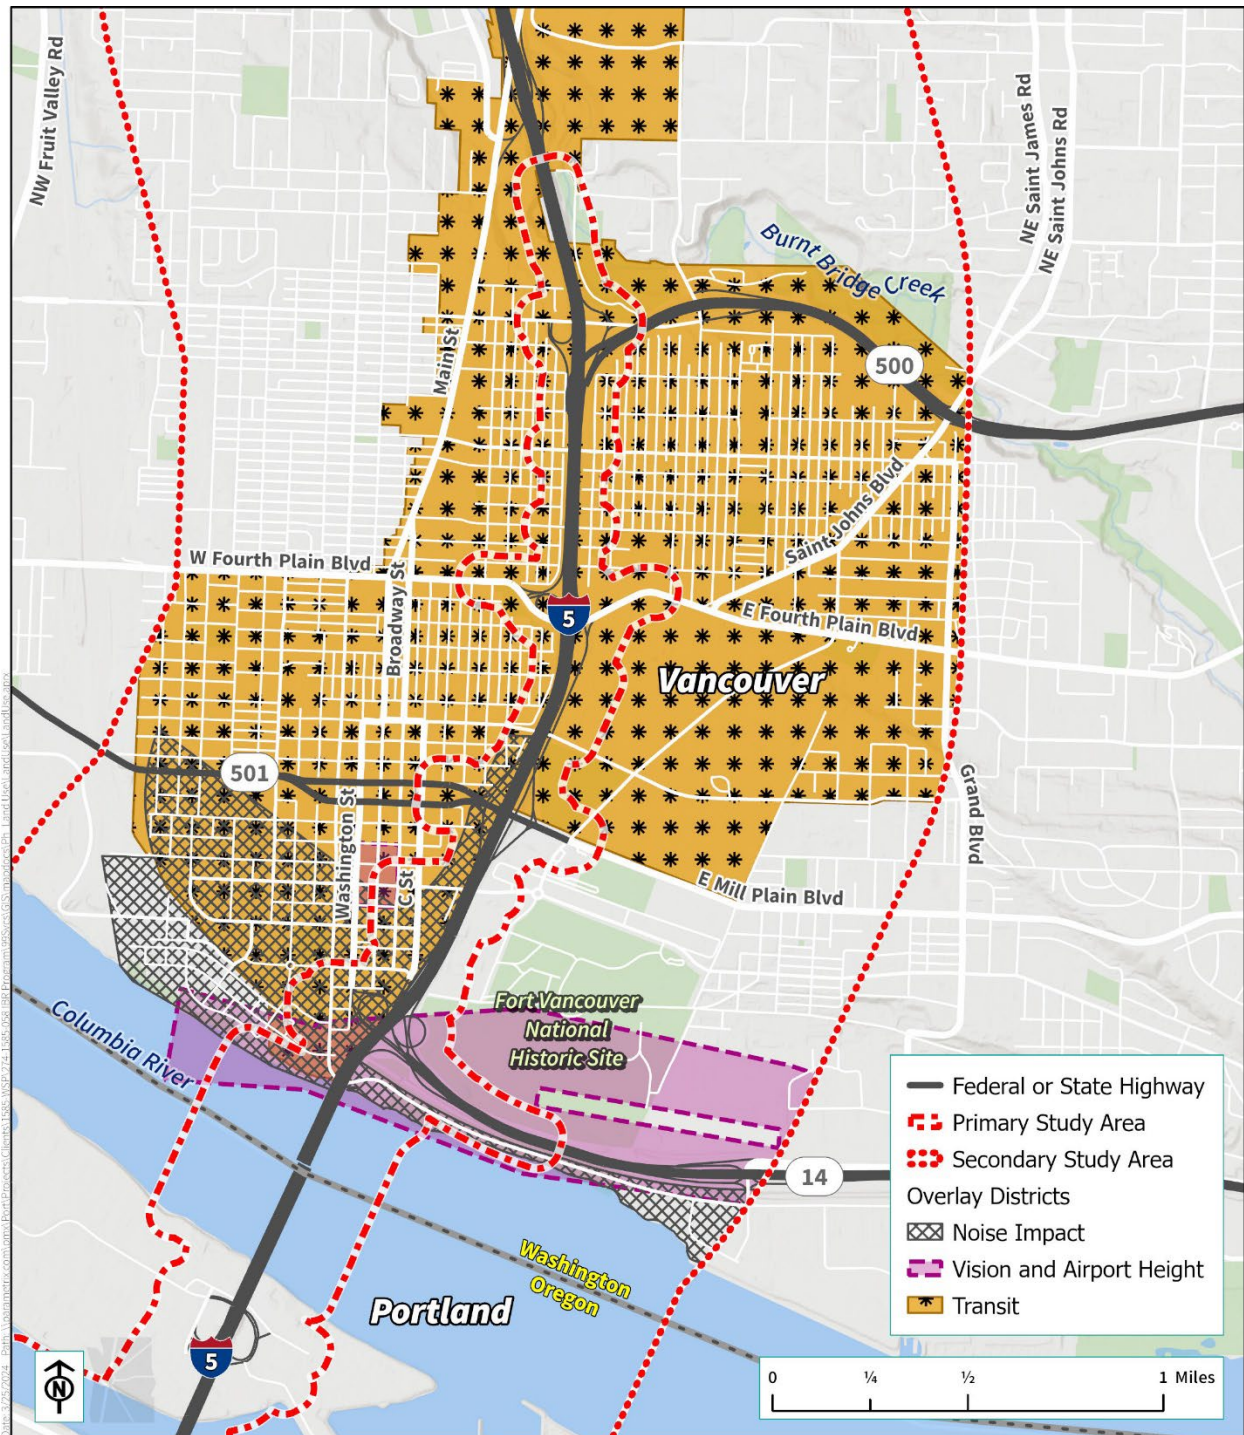 NW Fruit Valley Rd
NE Saint James Rd
NE Saint Johns Rd
Burnt Bridge Creek
Main St
500
Saint Johns Blvd
W Fourth Plain Blvd
Broadway St
5
E Fourth Plain Blvd
Vancouver
501
Washington St
C St
Grand Blvd
E Mill Plain Blvd
Fort Vancouver
National
Historic Site
Columbia River
14
Washington
Oregon
Portland
5
N
Federal or State Highway
Primary Study Area
Secondary Study Area
Overlay Districts
Noise Impact
Vision and Airport Height
Transit
0 ¼ ½ 1 Miles
Date: 3/25/2024